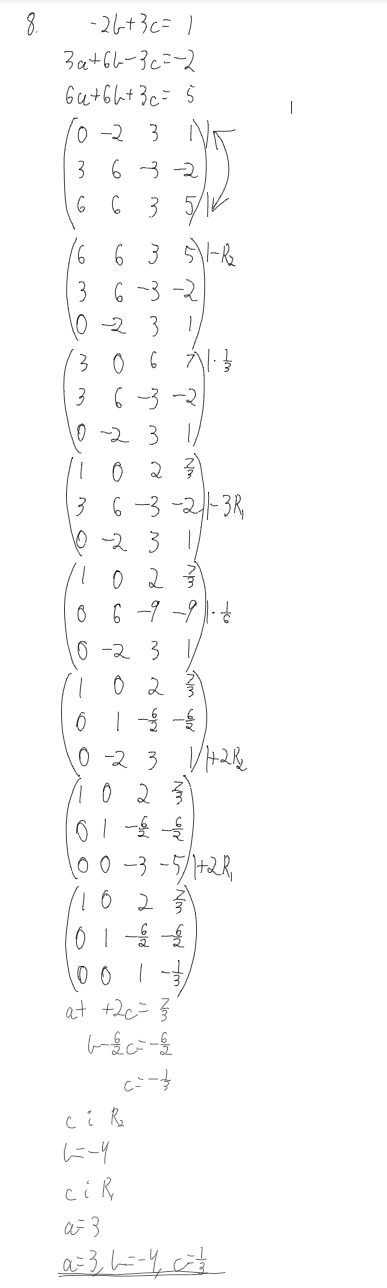 8. -2b+3c= 1
3a+6b-3c=-2
6a+6b+3c= 5
0 -2 3 1
3 6 -3 -2
6 6 3 5
6 6 3 5 |-R₂
3 6 -3 -2
0 -2 3 1
3 0 6 7 |·1/3
3 6 -3 -2
0 -2 3 1
1 0 2 7/3
3 6 -3 -2 |-3R₁
0 -2 3 1
1 0 2 7/3
0 6 -9 -9 |·1/6
0 -2 3 1
1 0 2 7/3
0 1 -6/2 -6/2
0 -2 3 1 |+2R₂
1 0 2 7/3
0 1 -6/2 -6/2
0 0 -3 -5 |+2R₁
1 0 2 7/3
0 1 -6/2 -6/2
0 0 1 -1/3
a+ +2c= 7/3
b-6/2c=-6/2
c=-1/3
c i R₂
b=-4
c i R₁
a=3
a=3, b=-4, c=1/3